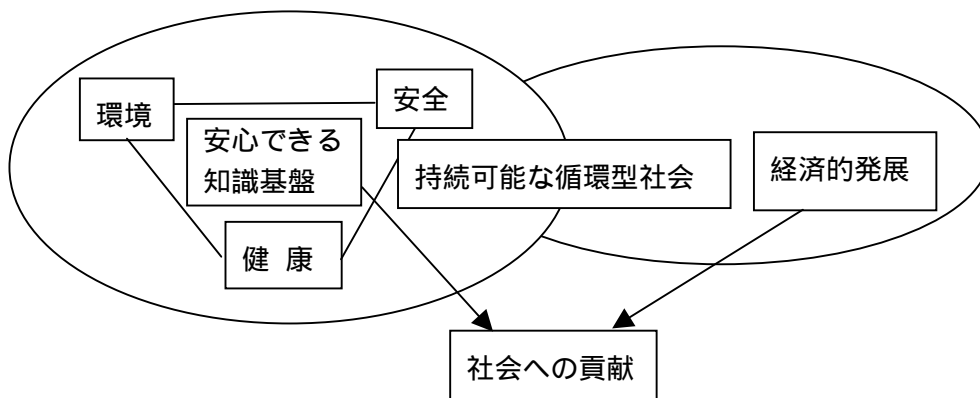 環境
安全
安心できる
知識基盤
持続可能な循環型社会
経済的発展
健 康
社会への貢献